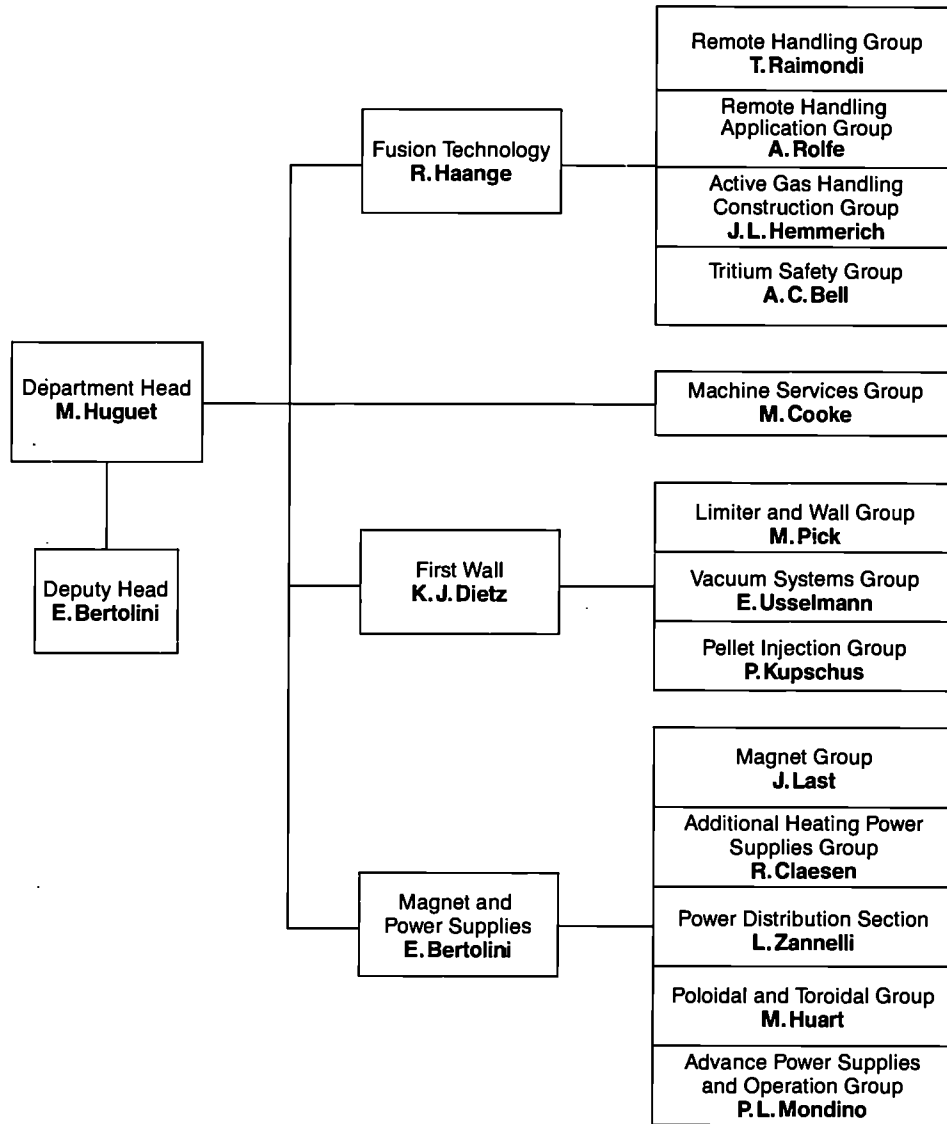 Department Head
M. Huguet
Deputy Head
E. Bertolini
Fusion Technology
R. Haange
Remote Handling Group
T. Raimondi
Remote Handling
Application Group
A. Rolfe
Active Gas Handling
Construction Group
J. L. Hemmerich
Tritium Safety Group
A. C. Bell
Machine Services Group
M. Cooke
First Wall
K. J. Dietz
Limiter and Wall Group
M. Pick
Vacuum Systems Group
E. Usselmann
Pellet Injection Group
P. Kupschus
Magnet and
Power Supplies
E. Bertolini
Magnet Group
J. Last
Additional Heating Power
Supplies Group
R. Claesen
Power Distribution Section
L. Zannelli
Poloidal and Toroidal Group
M. Huart
Advance Power Supplies
and Operation Group
P. L. Mondino